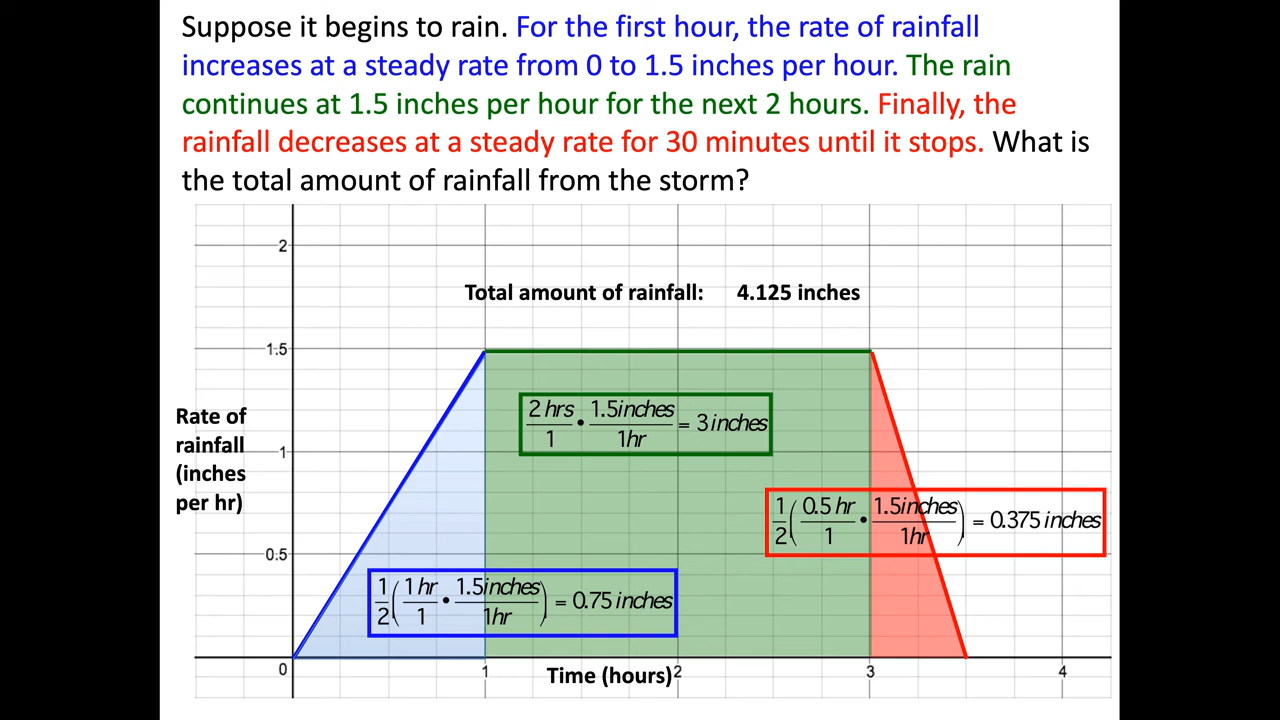 Suppose it begins to rain. For the first hour, the rate of rainfall
increases at a steady rate from 0 to 1.5 inches per hour. The rain
continues at 1.5 inches per hour for the next 2 hours. Finally, the
rainfall decreases at a steady rate for 30 minutes until it stops. What is
the total amount of rainfall from the storm?
2
Total amount of rainfall: 4.125 inches
1.5
2 hrs/1 • 1.5inches/1hr = 3 inches
Rate of
rainfall
(inches
per hr)
1
1/2(0.5 hr/1 • 1.5inches/1hr) = 0.375 inches
0.5
1/2(1 hr/1 • 1.5inches/1hr) = 0.75 inches
0 1 2 3 4
Time (hours)